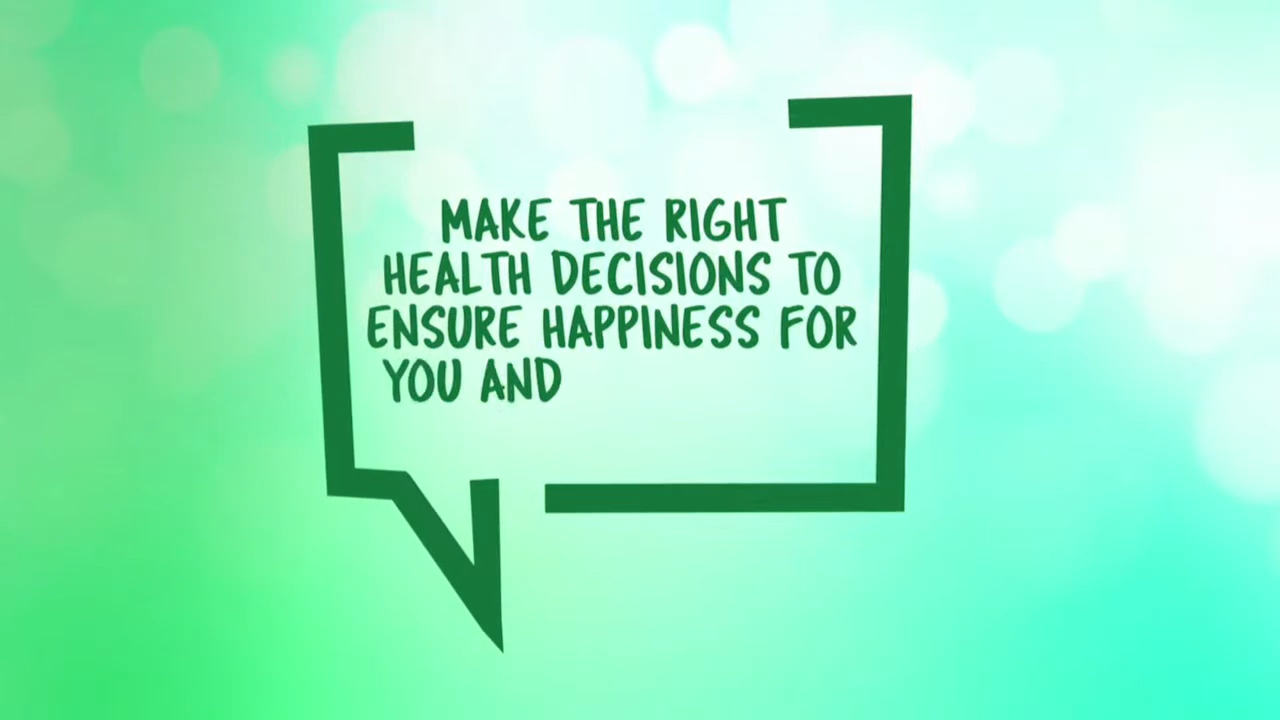 MAKE THE RIGHT
HEALTH DECISIONS TO
ENSURE HAPPINESS FOR
YOU AND